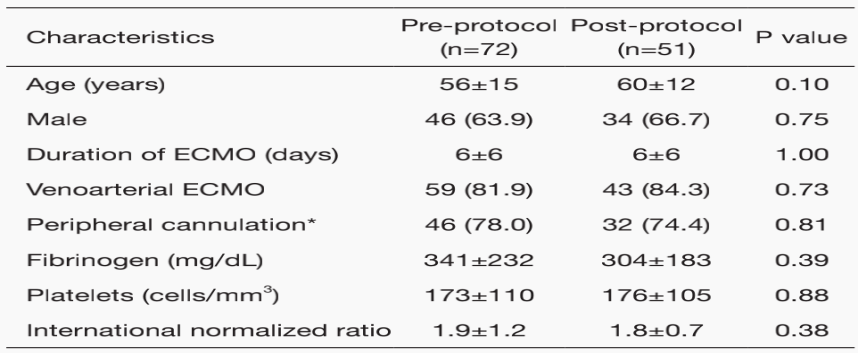 Characteristics Pre-protocol (n=72) Post-protocol (n=51) P value
Age (years) 56±15 60±12 0.10
Male 46 (63.9) 34 (66.7) 0.75
Duration of ECMO (days) 6±6 6±6 1.00
Venoarterial ECMO 59 (81.9) 43 (84.3) 0.73
Peripheral cannulation* 46 (78.0) 32 (74.4) 0.81
Fibrinogen (mg/dL) 341±232 304±183 0.39
Platelets (cells/mm³) 173±110 176±105 0.88
International normalized ratio 1.9±1.2 1.8±0.7 0.38